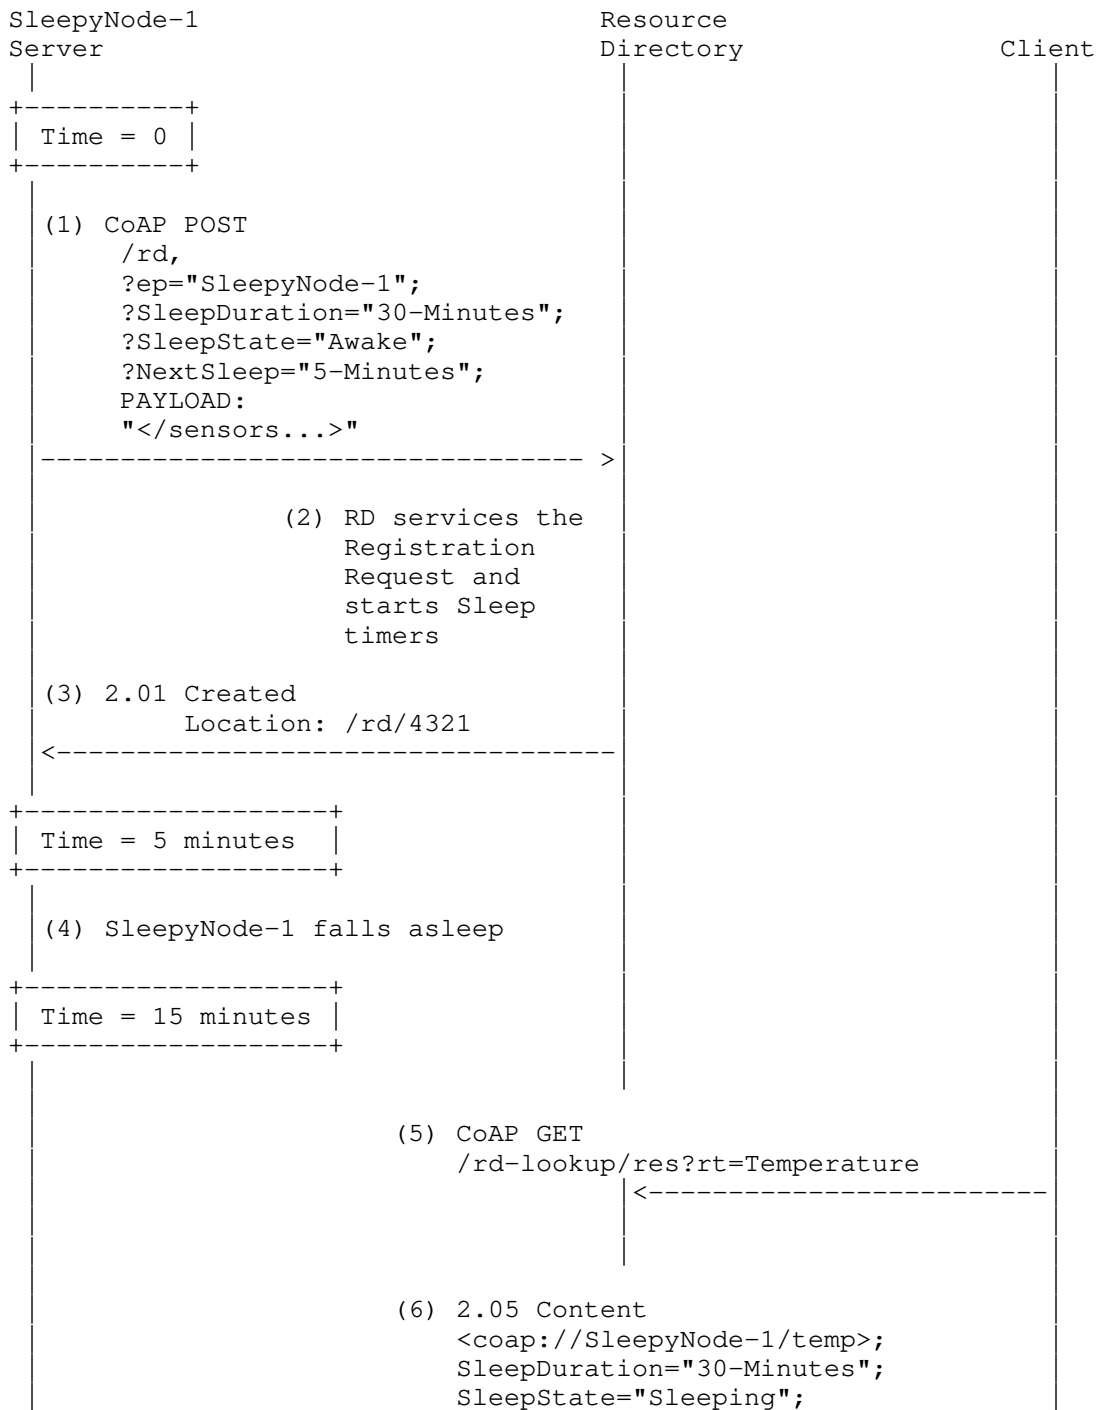 SleepyNode-1                         Resource
Server                               Directory                Client
 |                                     |                          |
+----------+                           |                          |
| Time = 0 |                           |                          |
+----------+                           |                          |
 |                                     |                          |
 |(1) CoAP POST                        |                          |
 |     /rd,                            |                          |
 |     ?ep="SleepyNode-1";             |                          |
 |     ?SleepDuration="30-Minutes";    |                          |
 |     ?SleepState="Awake";            |                          |
 |     ?NextSleep="5-Minutes";         |                          |
 |     PAYLOAD:                        |                          |
 |     "</sensors...>"                 |                          |
 |---------------------------------- >|                          |
 |                                     |                          |
 |               (2) RD services the   |                          |
 |                   Registration      |                          |
 |                   Request and       |                          |
 |                   starts Sleep      |                          |
 |                   timers            |                          |
 |                                     |                          |
 |(3) 2.01 Created                     |                          |
 |         Location: /rd/4321          |                          |
 |<-----------------------------------|                          |
 |                                     |                          |
+-------------------+                  |                          |
| Time = 5 minutes  |                  |                          |
+-------------------+                  |                          |
 |                                     |                          |
 |(4) SleepyNode-1 falls asleep        |                          |
 |                                     |                          |
+-------------------+                  |                          |
| Time = 15 minutes |                  |                          |
+-------------------+                  |                          |
 |                                     |                          |
 |                                                                |
 |                      (5) CoAP GET                              |
 |                          /rd-lookup/res?rt=Temperature         |
 |                                     |<-------------------------|
 |                                     |                          |
 |                                     |                          |
 |                                                                |
 |                      (6) 2.05 Content                          |
 |                          <coap://SleepyNode-1/temp>;           |
 |                          SleepDuration="30-Minutes";           |
 |                          SleepState="Sleeping";                |